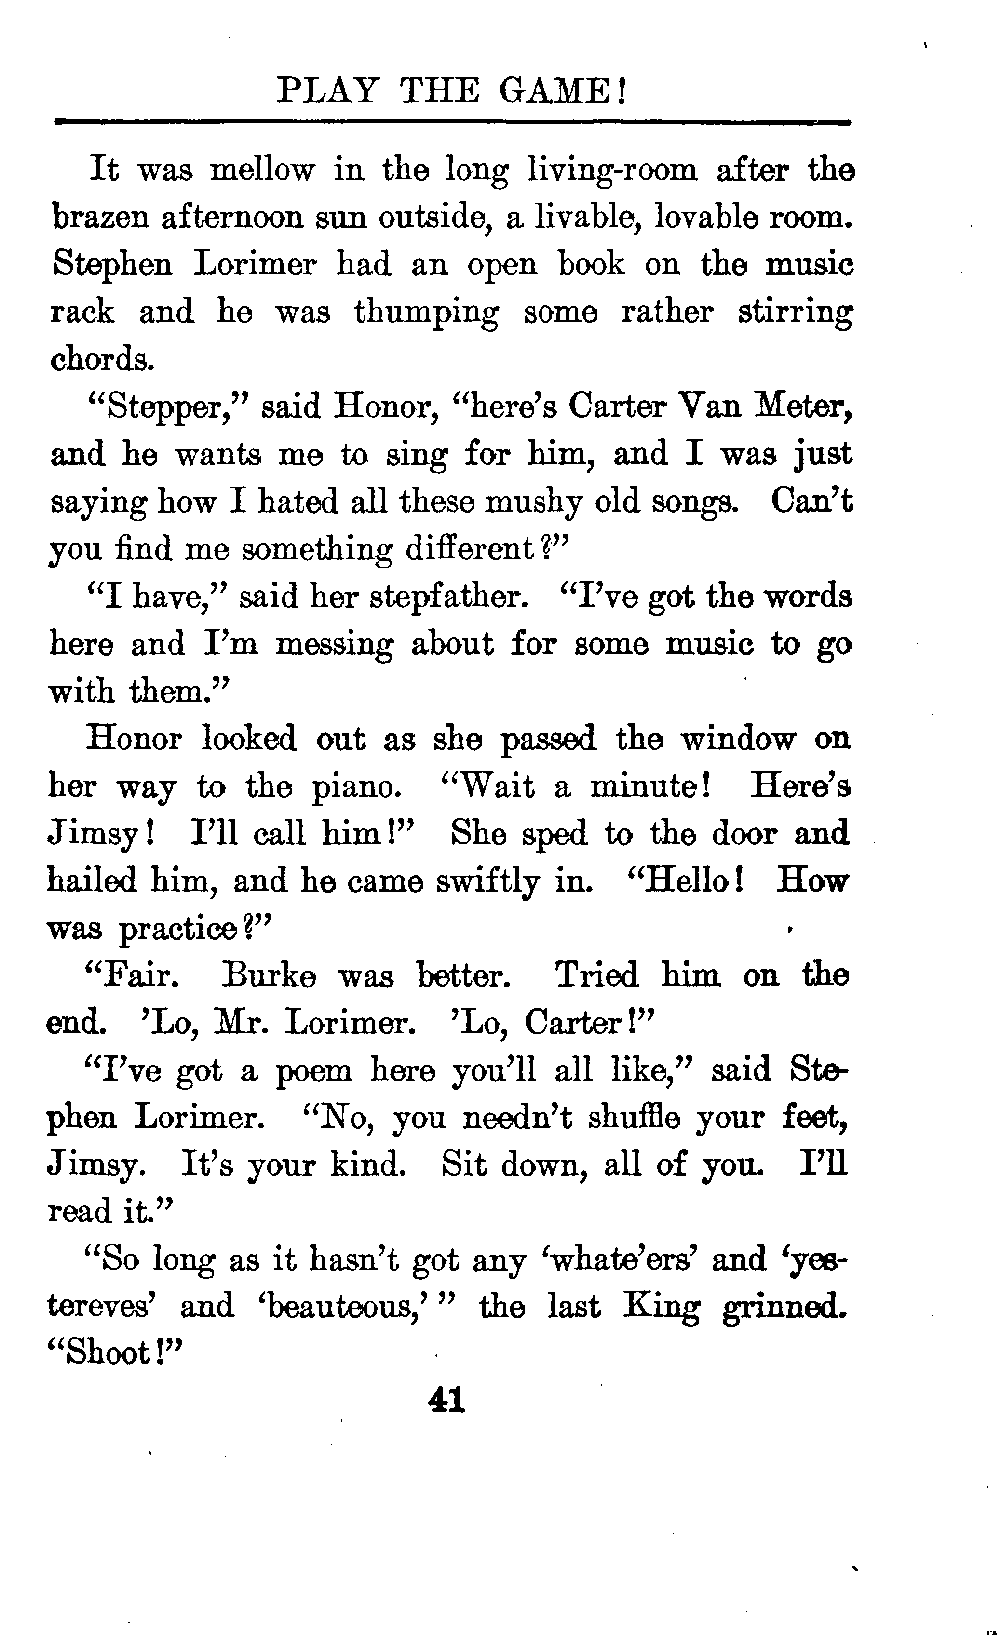 PLAY THE GAME!
It was mellow in the long living-room after the
brazen afternoon sun outside, a livable, lovable room.
Stephen Lorimer had an open book on the music
rack and he was thumping some rather stirring
chords.
“Stepper,” said Honor, “here’s Carter Van Meter,
and he wants me to sing for him, and I was just
saying how I hated all these mushy old songs. Can’t
you find me something different?”
“I have,” said her stepfather. “I’ve got the words
here and I’m messing about for some music to go
with them.”
Honor looked out as she passed the window on
her way to the piano. “Wait a minute! Here’s
Jimsy! I’ll call him!” She sped to the door and
hailed him, and he came swiftly in. “Hello! How
was practice?”
“Fair. Burke was better. Tried him on the
end. ’Lo, Mr. Lorimer. ’Lo, Carter!”
“I’ve got a poem here you’ll all like,” said Ste-
phen Lorimer. “No, you needn’t shuffle your feet,
Jimsy. It’s your kind. Sit down, all of you. I’ll
read it.”
“So long as it hasn’t got any ‘whate’ers’ and ‘yes-
tereves’ and ‘beauteous,’ ” the last King grinned.
“Shoot!”
41